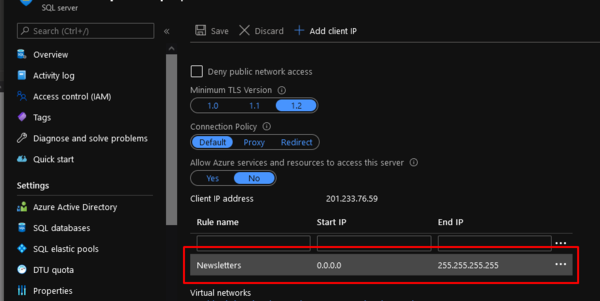 SQL server
Search (Ctrl+/)
«
Save
Discard
Add client IP
Overview
Activity log
Access control (IAM)
Tags
Diagnose and solve problems
Quick start
Settings
Azure Active Directory
SQL databases
SQL elastic pools
DTU quota
Properties
Deny public network access
Minimum TLS Version
1.0 1.1 1.2
Connection Policy
Default Proxy Redirect
Allow Azure services and resources to access this server
Yes No
Client IP address 201.233.76.59
Rule name Start IP End IP
...
Newsletters 0.0.0.0 255.255.255.255 ...
Virtual networks